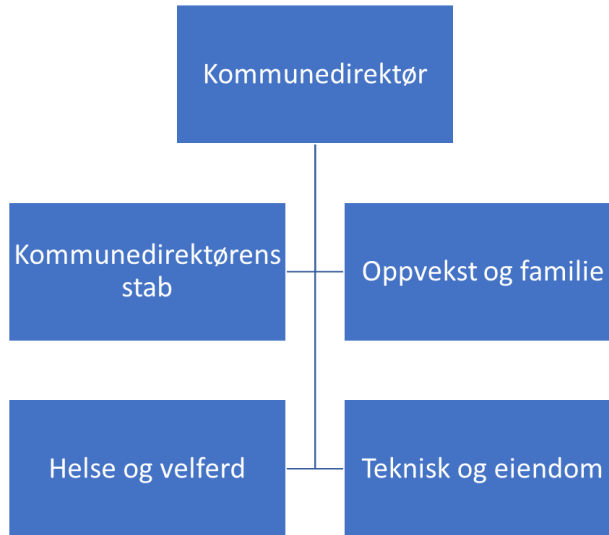 Kommunedirektør
Kommunedirektørens
stab
Oppvekst og familie
Helse og velferd
Teknisk og eiendom